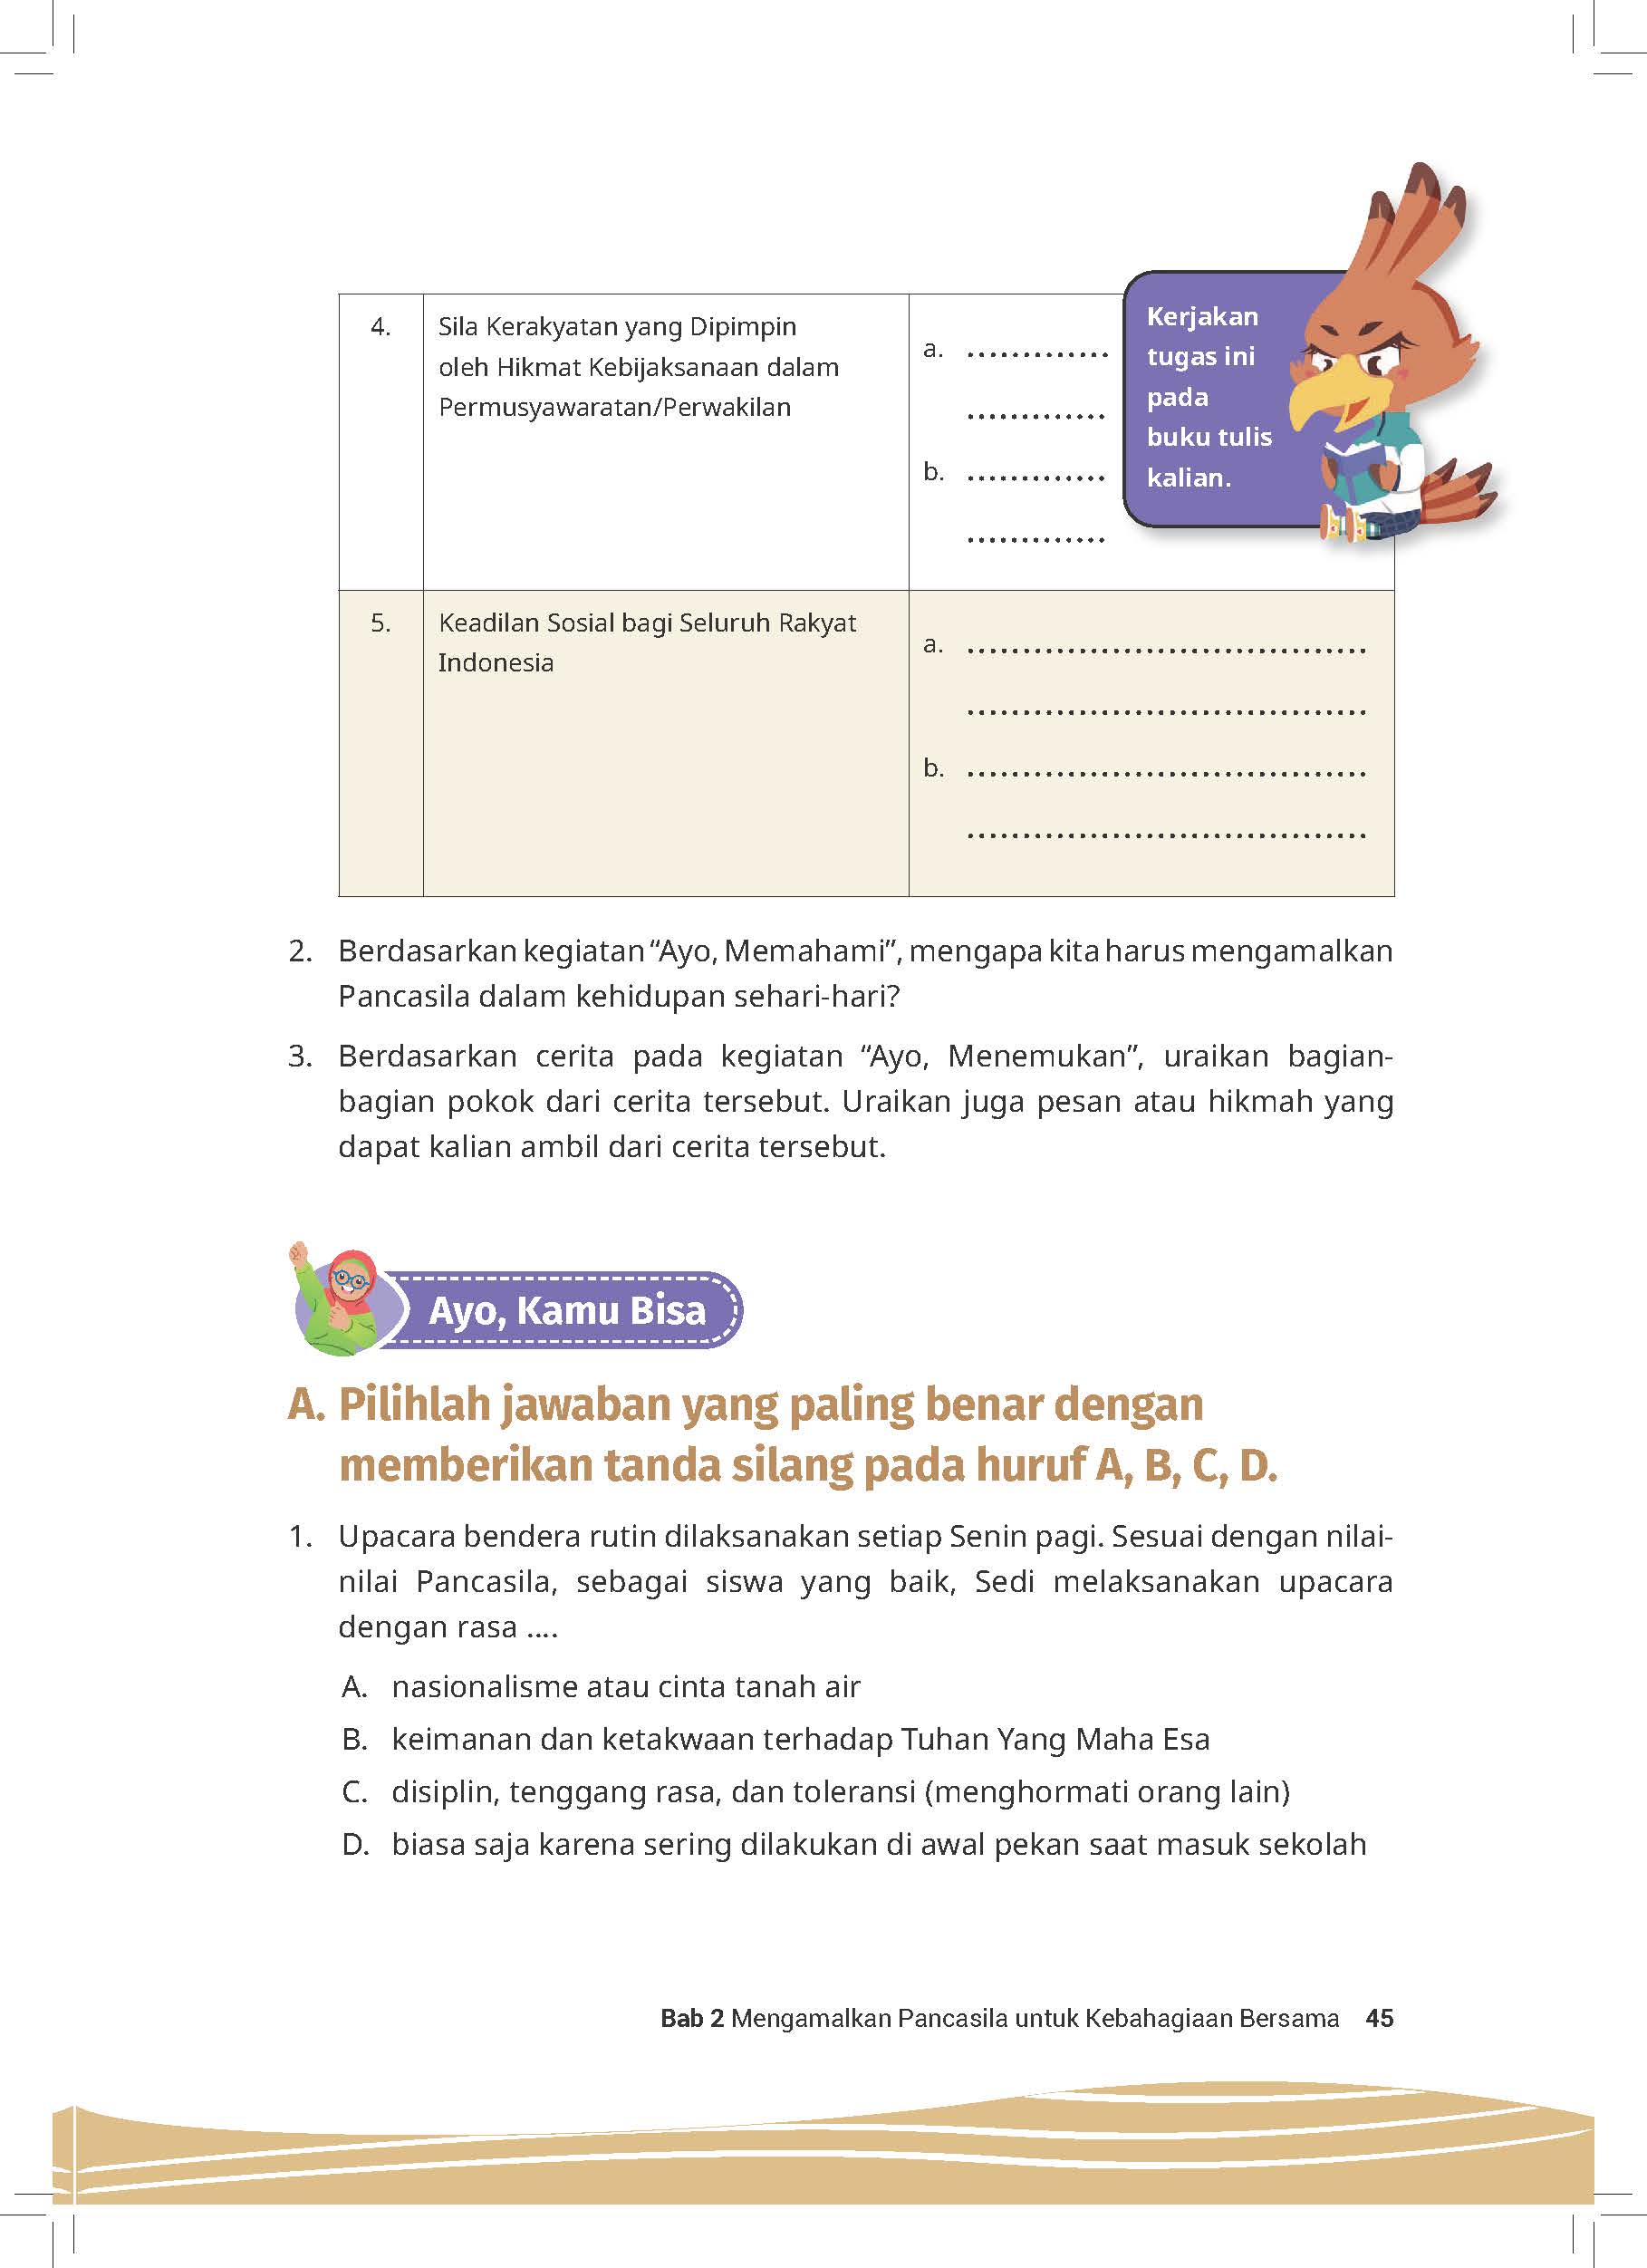 4. Sila Kerakyatan yang Dipimpin
oleh Hikmat Kebijaksanaan dalam
Permusyawaratan/Perwakilan
a. .............
.............
b. .............
.............
Kerjakan
tugas ini
pada
buku tulis
kalian.
5. Keadilan Sosial bagi Seluruh Rakyat
Indonesia
a. ....................................
....................................
b. ....................................
....................................
2. Berdasarkan kegiatan “Ayo, Memahami”, mengapa kita harus mengamalkan
Pancasila dalam kehidupan sehari-hari?
3. Berdasarkan cerita pada kegiatan “Ayo, Menemukan”, uraikan bagian-
bagian pokok dari cerita tersebut. Uraikan juga pesan atau hikmah yang
dapat kalian ambil dari cerita tersebut.
Ayo, Kamu Bisa
A. Pilihlah jawaban yang paling benar dengan
memberikan tanda silang pada huruf A, B, C, D.
1. Upacara bendera rutin dilaksanakan setiap Senin pagi. Sesuai dengan nilai-
nilai Pancasila, sebagai siswa yang baik, Sedi melaksanakan upacara
dengan rasa ....
A. nasionalisme atau cinta tanah air
B. keimanan dan ketakwaan terhadap Tuhan Yang Maha Esa
C. disiplin, tenggang rasa, dan toleransi (menghormati orang lain)
D. biasa saja karena sering dilakukan di awal pekan saat masuk sekolah
Bab 2 Mengamalkan Pancasila untuk Kebahagiaan Bersama 45